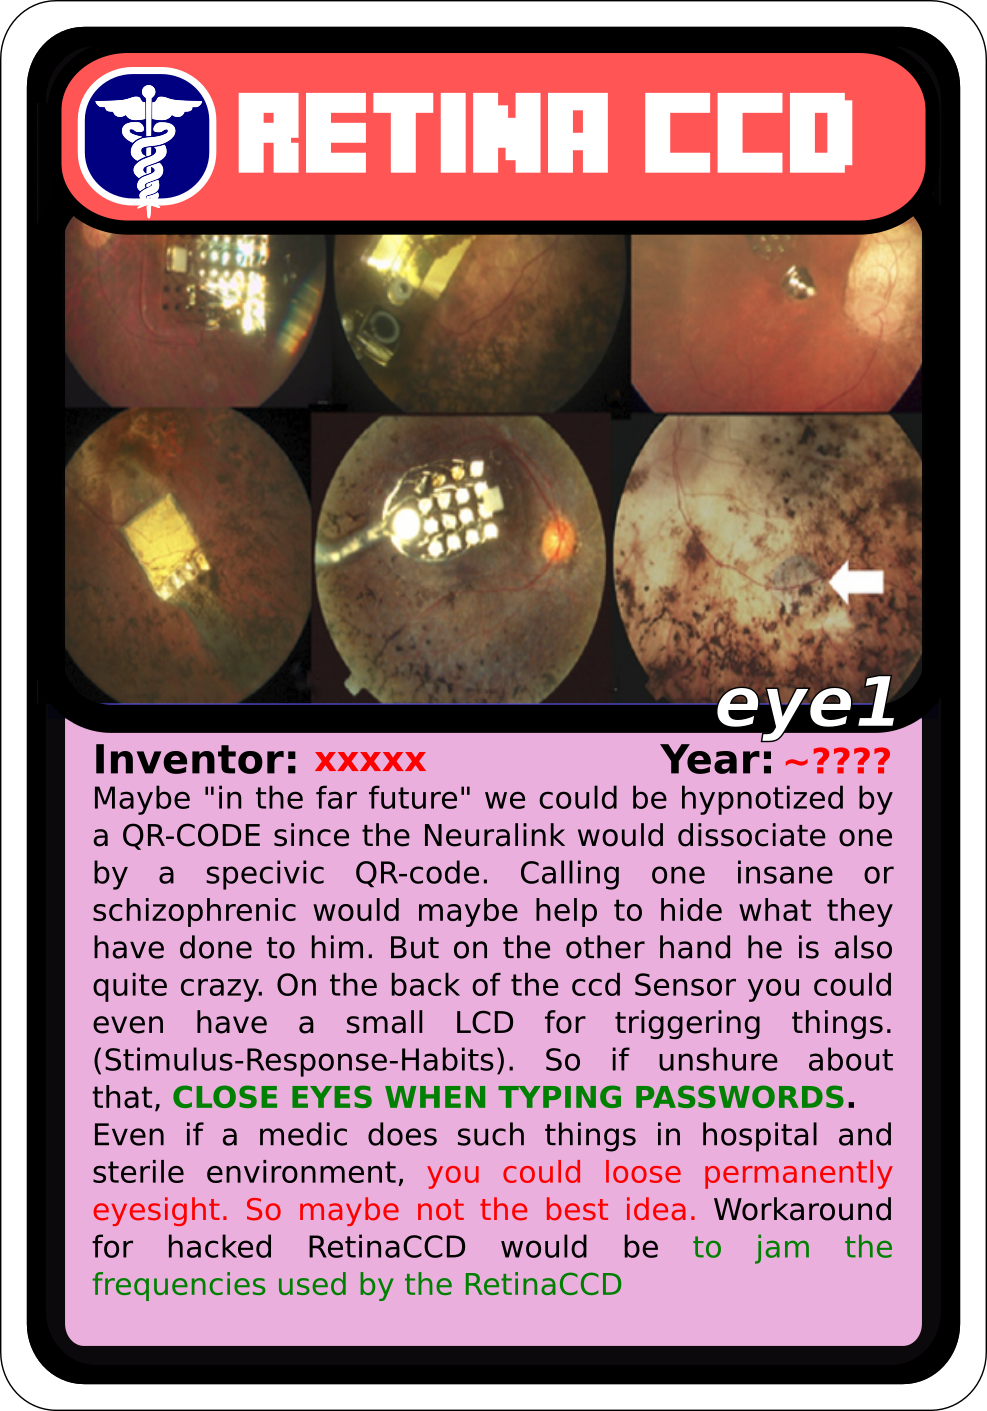 RETINA CCD
eye1
Inventor: xxxxx Year: ~????
Maybe "in the far future" we could be hypnotized by
a QR-CODE since the Neuralink would dissociate one
by a specivic QR-code. Calling one insane or
schizophrenic would maybe help to hide what they
have done to him. But on the other hand he is also
quite crazy. On the back of the ccd Sensor you could
even have a small LCD for triggering things.
(Stimulus-Response-Habits). So if unshure about
that, CLOSE EYES WHEN TYPING PASSWORDS.
Even if a medic does such things in hospital and
sterile environment, you could loose permanently
eyesight. So maybe not the best idea. Workaround
for hacked RetinaCCD would be to jam the
frequencies used by the RetinaCCD